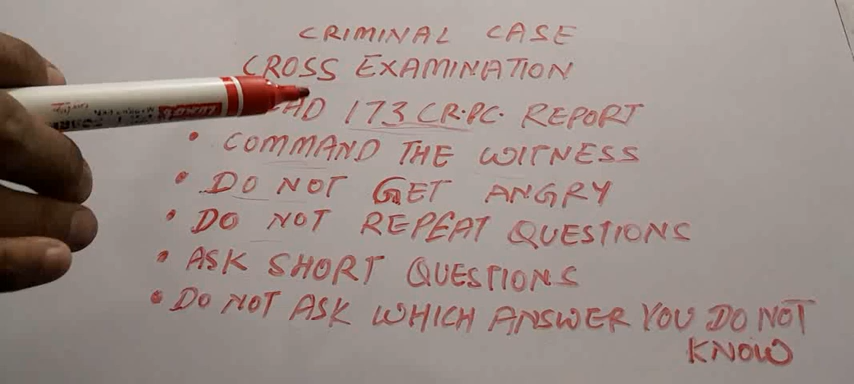 CRIMINAL CASE
CROSS EXAMINATION
173 CR.PC. REPORT
• COMMAND THE WITNESS
• DO NOT GET ANGRY
• DO NOT REPEAT QUESTIONS
• ASK SHORT QUESTIONS
• DO NOT ASK WHICH ANSWER YOU DO NOT
KNOW